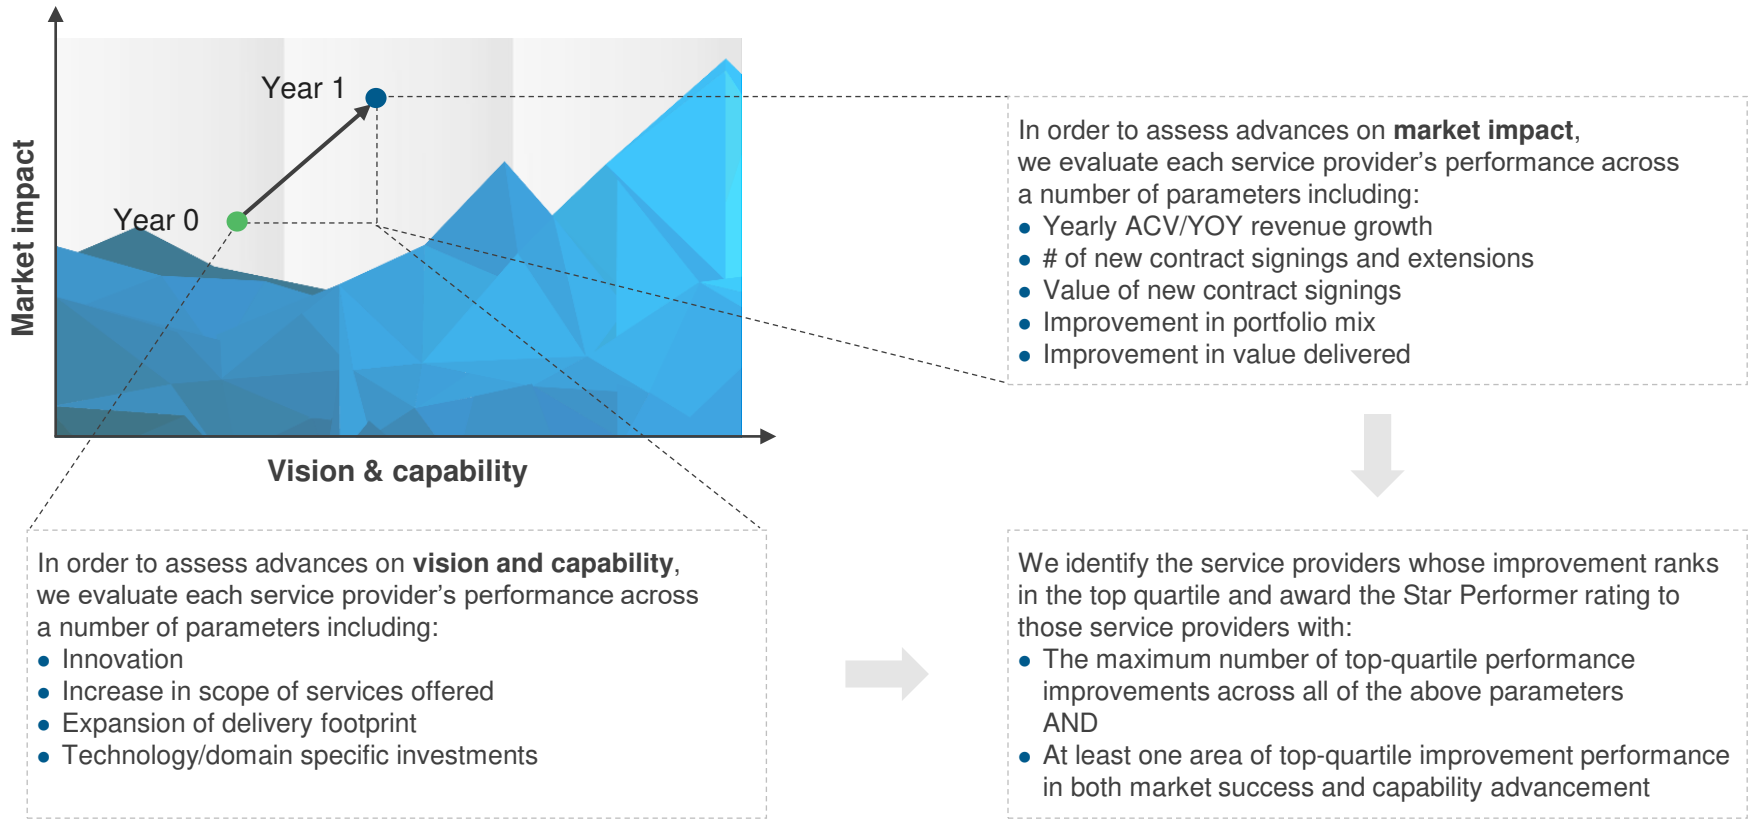 Year 1
Year 0
Market impact
Vision & capability
In order to assess advances on market impact,
we evaluate each service provider’s performance across
a number of parameters including:
● Yearly ACV/YOY revenue growth
● # of new contract signings and extensions
● Value of new contract signings
● Improvement in portfolio mix
● Improvement in value delivered
In order to assess advances on vision and capability,
we evaluate each service provider’s performance across
a number of parameters including:
● Innovation
● Increase in scope of services offered
● Expansion of delivery footprint
● Technology/domain specific investments
We identify the service providers whose improvement ranks
in the top quartile and award the Star Performer rating to
those service providers with:
● The maximum number of top-quartile performance
improvements across all of the above parameters
AND
● At least one area of top-quartile improvement performance
in both market success and capability advancement